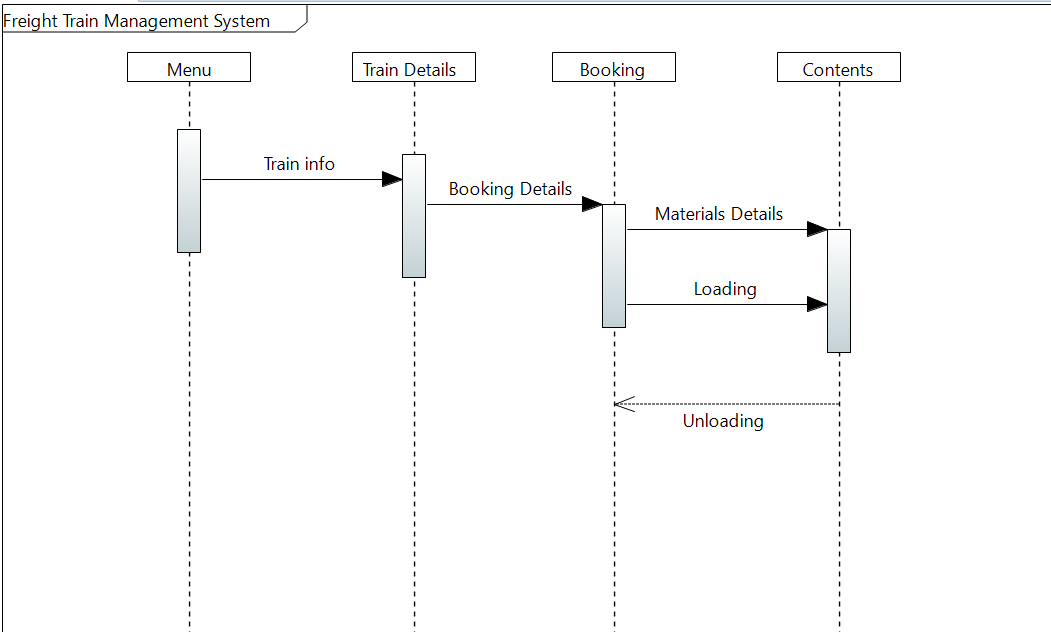 Freight Train Management System
Menu
Train Details
Booking
Contents
Train info
Booking Details
Materials Details
Loading
Unloading